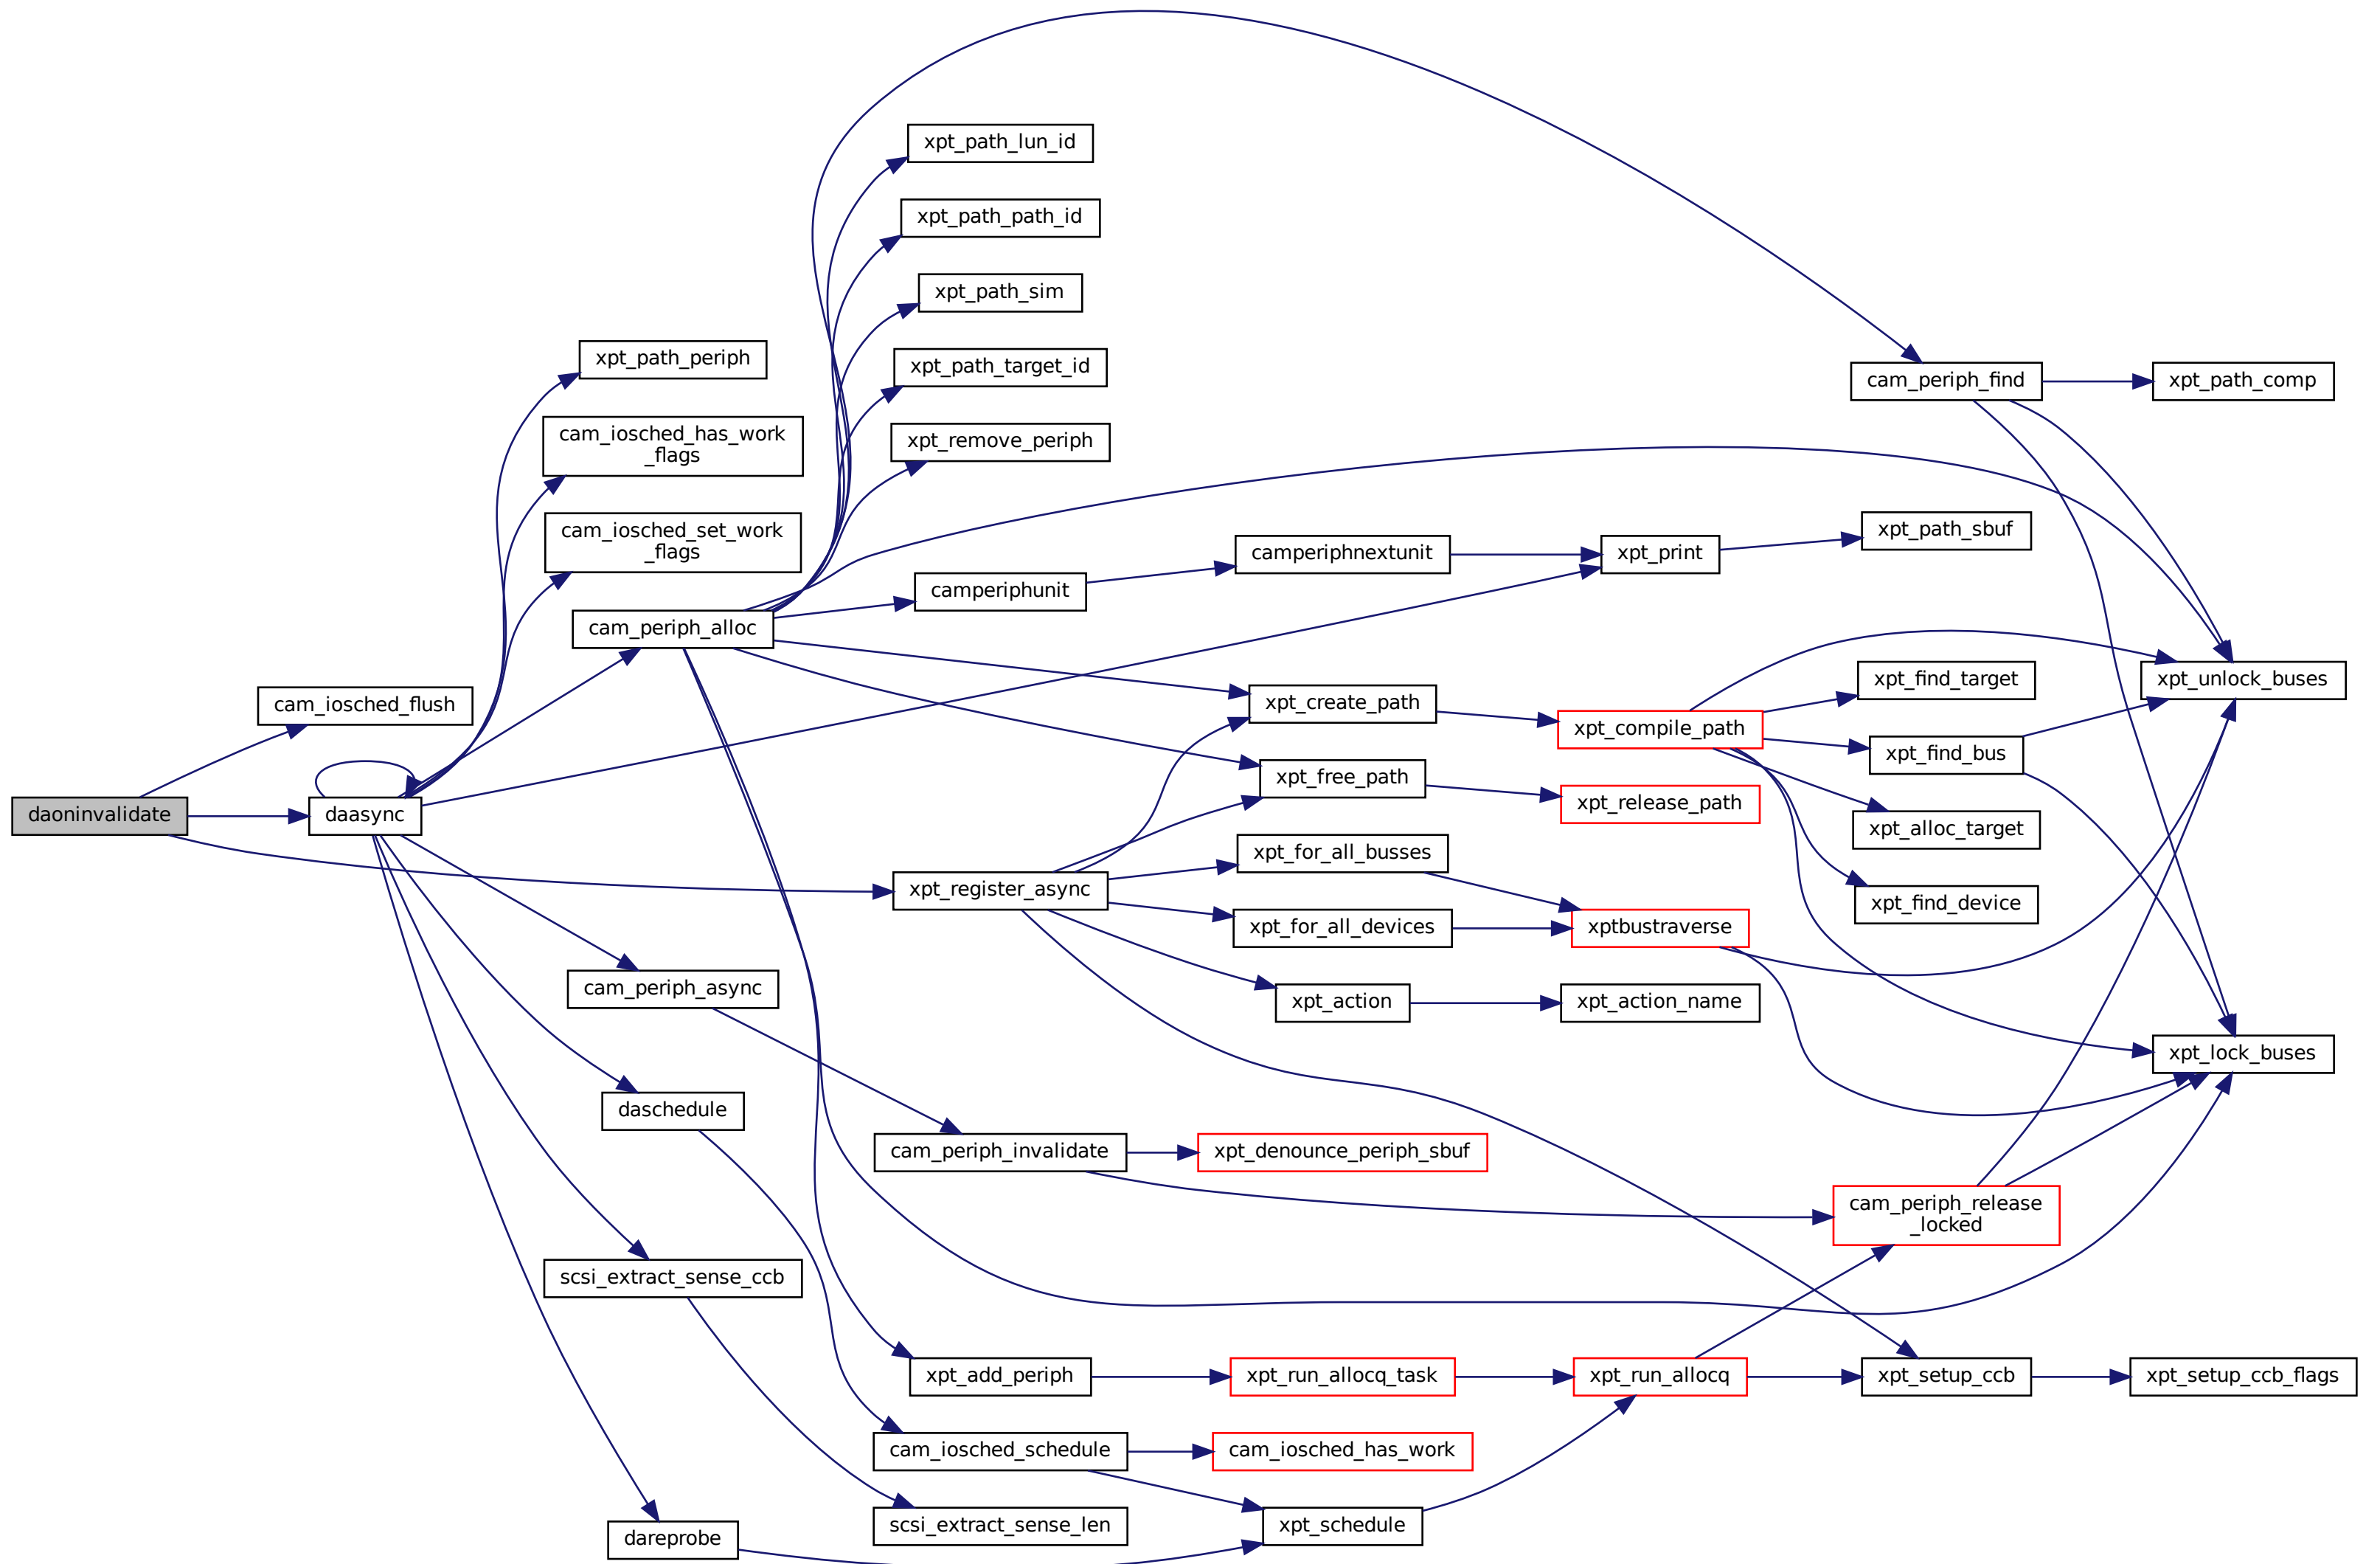 xpt_path_lun_id
xpt_path_path_id
xpt_path_sim
xpt_path_periph
xpt_path_target_id
cam_periph_find
xpt_path_comp
cam_iosched_has_work
_flags
xpt_remove_periph
cam_iosched_set_work
_flags
camperiphnextunit
xpt_print
xpt_path_sbuf
camperiphunit
cam_periph_alloc
cam_iosched_flush
xpt_create_path
xpt_compile_path
xpt_find_target
xpt_unlock_buses
xpt_find_bus
xpt_free_path
xpt_release_path
daoninvalidate
daasync
xpt_alloc_target
xpt_for_all_busses
xpt_register_async
xpt_find_device
xpt_for_all_devices
xptbustraverse
cam_periph_async
xpt_action
xpt_action_name
xpt_lock_buses
daschedule
cam_periph_invalidate
xpt_denounce_periph_sbuf
cam_periph_release
_locked
scsi_extract_sense_ccb
xpt_add_periph
xpt_run_allocq_task
xpt_run_allocq
xpt_setup_ccb
xpt_setup_ccb_flags
cam_iosched_schedule
cam_iosched_has_work
scsi_extract_sense_len
xpt_schedule
dareprobe